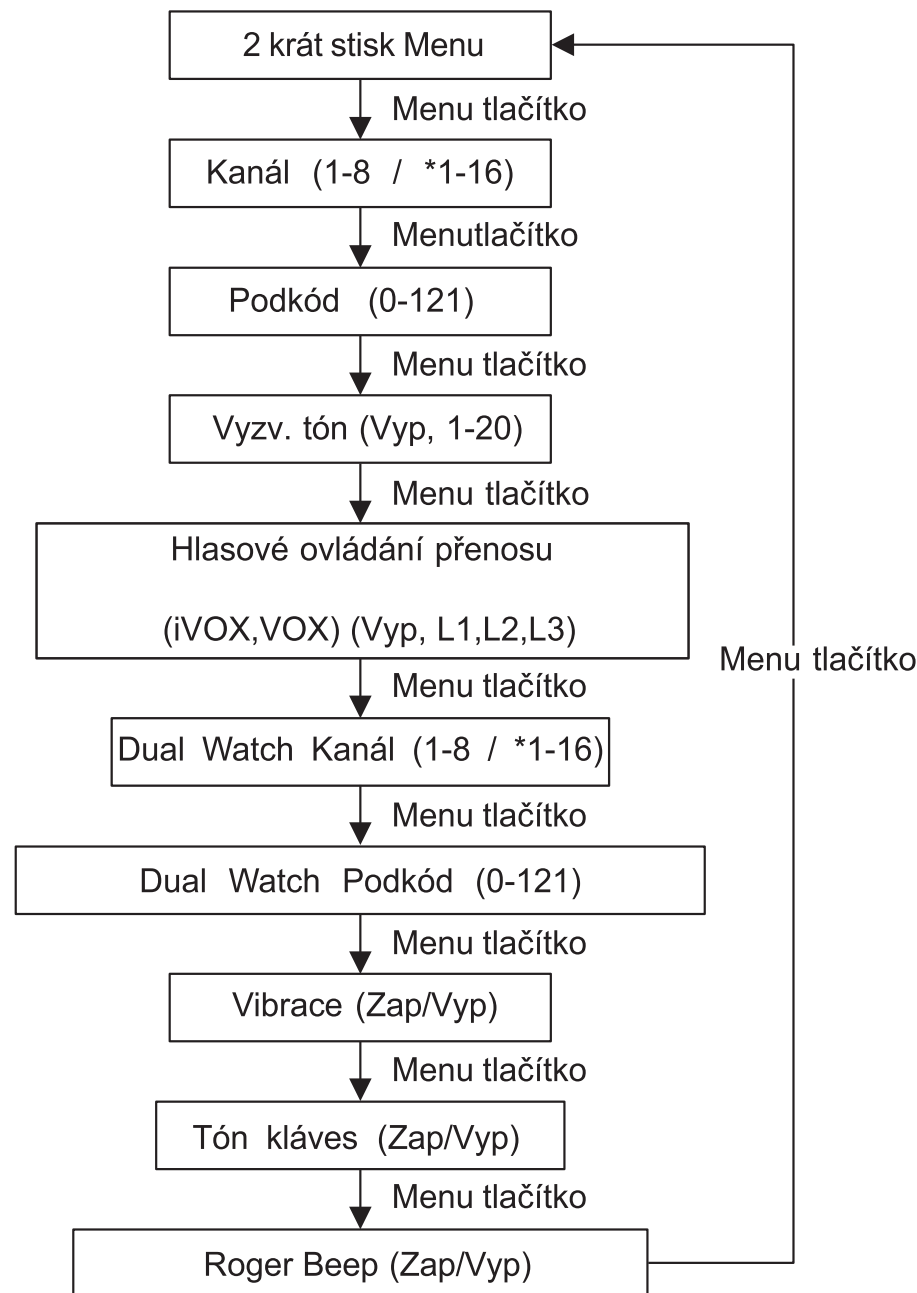 2 krát stisk Menu
Menu tlačítko
Kanál (1-8 / *1-16)
Menutlačítko
Podkód (0-121)
Menu tlačítko
Vyzv. tón (Vyp, 1-20)
Menu tlačítko
Hlasové ovládání přenosu
(iVOX,VOX) (Vyp, L1,L2,L3)
Menu tlačítko
Menu tlačítko
Dual Watch Kanál (1-8 / *1-16)
Menu tlačítko
Dual Watch Podkód (0-121)
Menu tlačítko
Vibrace (Zap/Vyp)
Menu tlačítko
Tón kláves (Zap/Vyp)
Menu tlačítko
Roger Beep (Zap/Vyp)